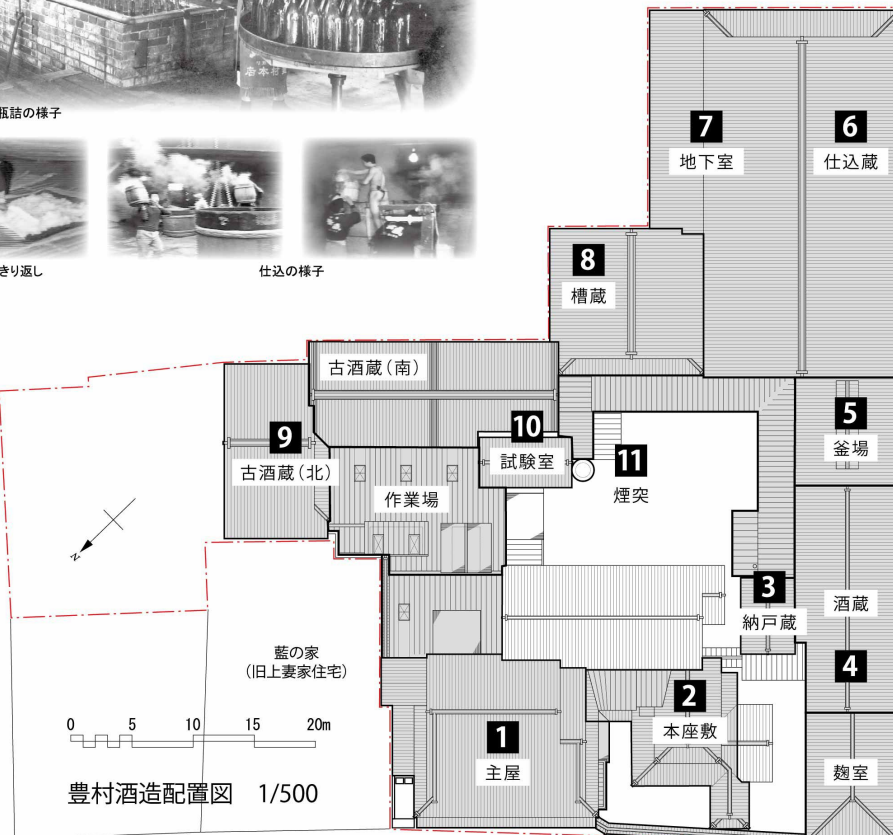 瓶詰の様子
きり返し
仕込の様子
7
地下室
6
仕込蔵
8
槽蔵
古酒蔵（南）
9
古酒蔵（北）
10
試験室
作業場
11
煙突
5
釜場
3
納戸蔵
酒蔵
4
藍の家
（旧上妻家住宅）
2
本座敷
1
主屋
麹室
N
0 5 10 15 20m
豊村酒造配置図 1/500